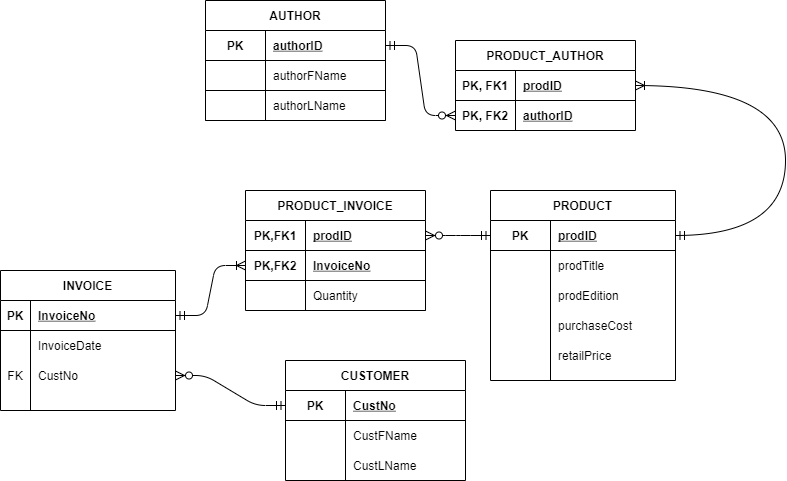 AUTHOR
PK authorID
authorFName
authorLName
PRODUCT_AUTHOR
PK, FK1 prodID
PK, FK2 authorID
PRODUCT_INVOICE
PK,FK1 prodID
PK,FK2 InvoiceNo
Quantity
PRODUCT
PK prodID
prodTitle
prodEdition
purchaseCost
retailPrice
INVOICE
PK InvoiceNo
InvoiceDate
FK CustNo
CUSTOMER
PK CustNo
CustFName
CustLName